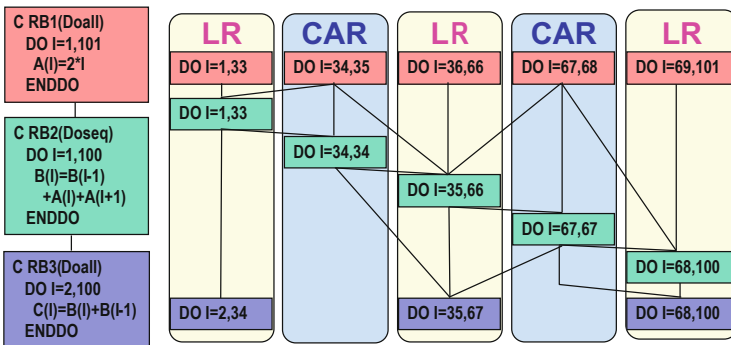 C RB1(Doall)
DO I=1,101
A(I)=2*I
ENDDO
C RB2(Doseq)
DO I=1,100
B(I)=B(I-1)
+A(I)+A(I+1)
ENDDO
C RB3(Doall)
DO I=2,100
C(I)=B(I)+B(I-1)
ENDDO
LR CAR LR CAR LR
DO I=1,33 DO I=34,35 DO I=36,66 DO I=67,68 DO I=69,101
DO I=1,33
DO I=34,34
DO I=35,66
DO I=67,67
DO I=68,100
DO I=2,34 DO I=35,67 DO I=68,100